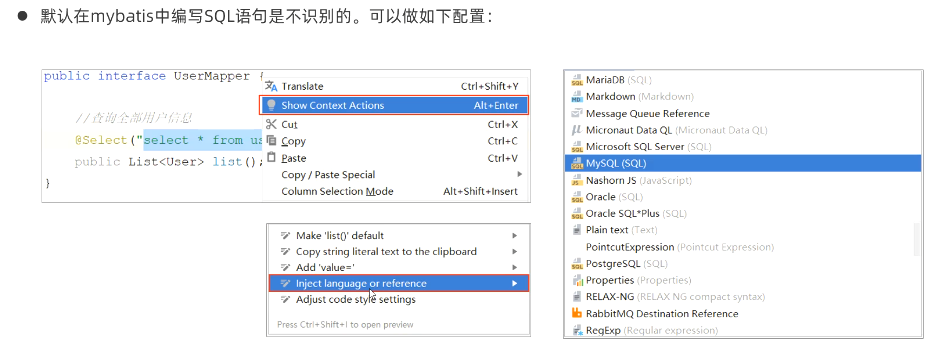 ● 默认在mybatis中编写SQL语句是不识别的。可以做如下配置：
public interface UserMapper {
//查询全部用户信息
@Select("select * from us
public List<User> list();
}
Translate Ctrl+Shift+Y
Show Context Actions Alt+Enter
Cut Ctrl+X
Copy Ctrl+C
Paste Ctrl+V
Copy / Paste Special
Column Selection Mode Alt+Shift+Insert
Make 'list()' default
Copy string literal text to the clipboard
Add 'value='
Inject language or reference
Adjust code style settings
Press Ctrl+Shift+I to open preview
MariaDB (SQL)
Markdown (Markdown)
Message Queue Reference
Micronaut Data QL (Micronaut Data QL)
Microsoft SQL Server (SQL)
MySQL (SQL)
Nashorn JS (JavaScript)
Oracle (SQL)
Oracle SQL*Plus (SQL)
Plain text (Text)
PointcutExpression (Pointcut Expression)
PostgreSQL (SQL)
Properties (Properties)
RELAX-NG (RELAX NG compact syntax)
RabbitMQ Destination Reference
RegExp (Regular expression)